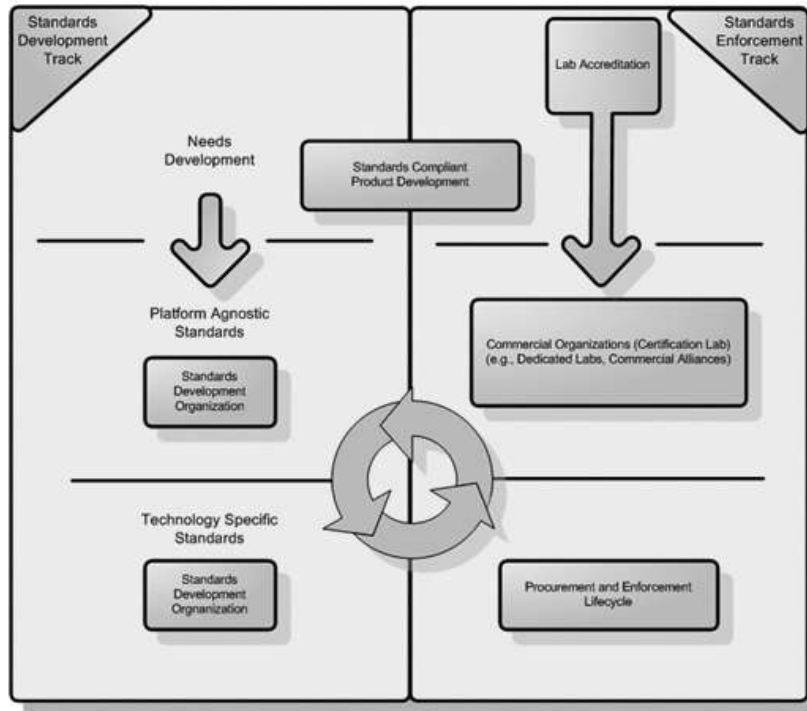 Standards
Development
Track
Standards
Enforcement
Track
Lab Accreditation
Needs
Development
Standards Compliant
Product Development
Platform Agnostic
Standards
Standards
Development
Organization
Commercial Organizations (Certification Lab)
(e.g., Dedicated Labs, Commercial Alliances)
Technology Specific
Standards
Standards
Development
Orgnanization
Procurement and Enforcement
Lifecycle